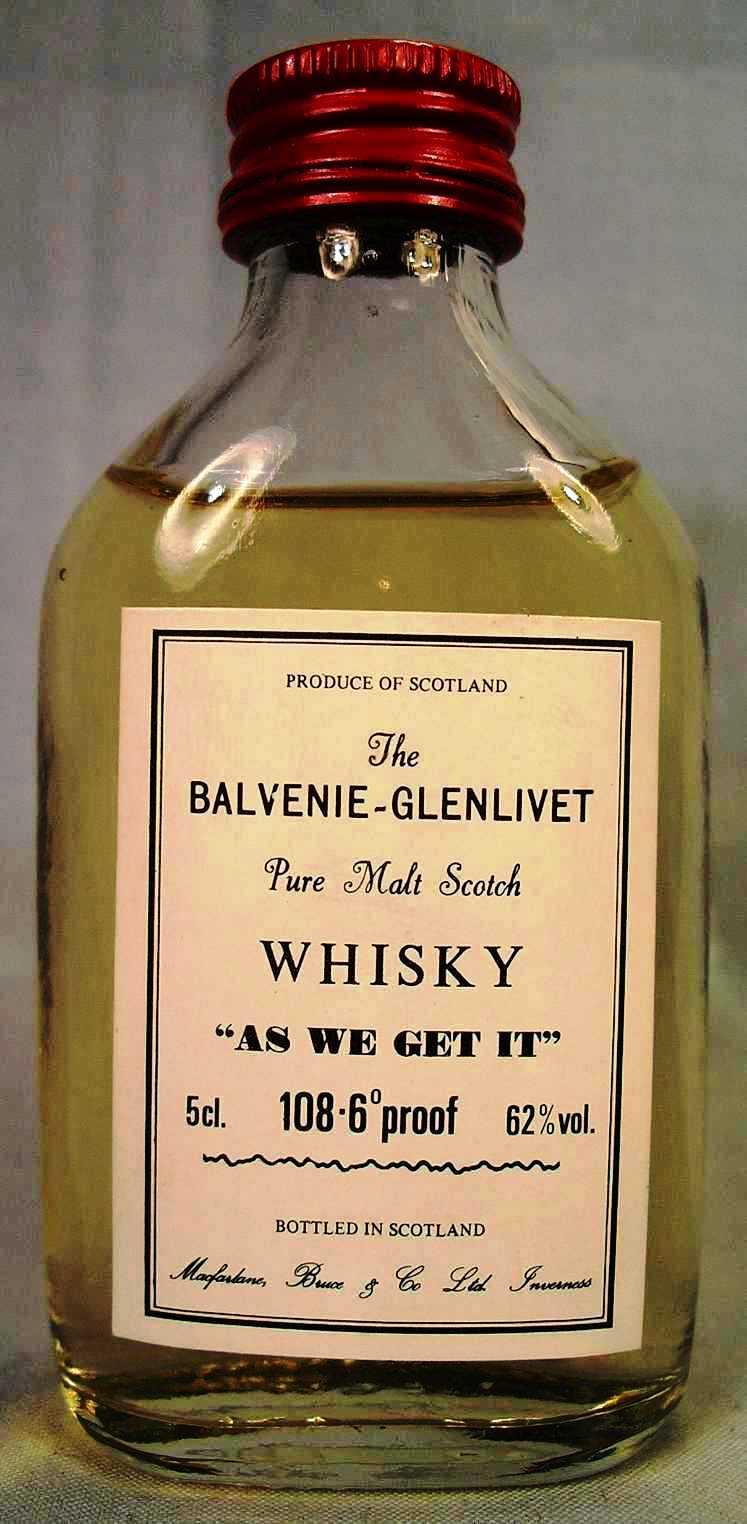 PRODUCE OF SCOTLAND
The
BALVENIE-GLENLIVET
Pure Malt Scotch
WHISKY
“AS WE GET IT”
5cl. 108·6° proof 62% vol.
BOTTLED IN SCOTLAND
Macfarlane, Bruce & Co Ltd. Inverness